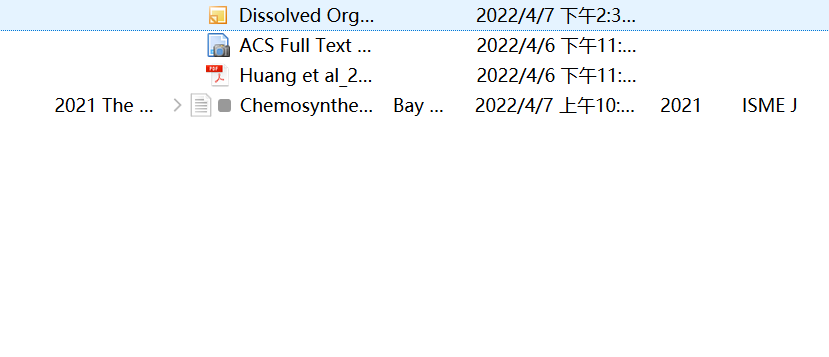 Dissolved Org... 2022/4/7 下午2:3...
ACS Full Text ... 2022/4/6 下午11:...
PDF Huang et al_2... 2022/4/6 下午11:...
2021 The ... Chemosynthe... Bay ... 2022/4/7 上午10:... 2021 ISME J